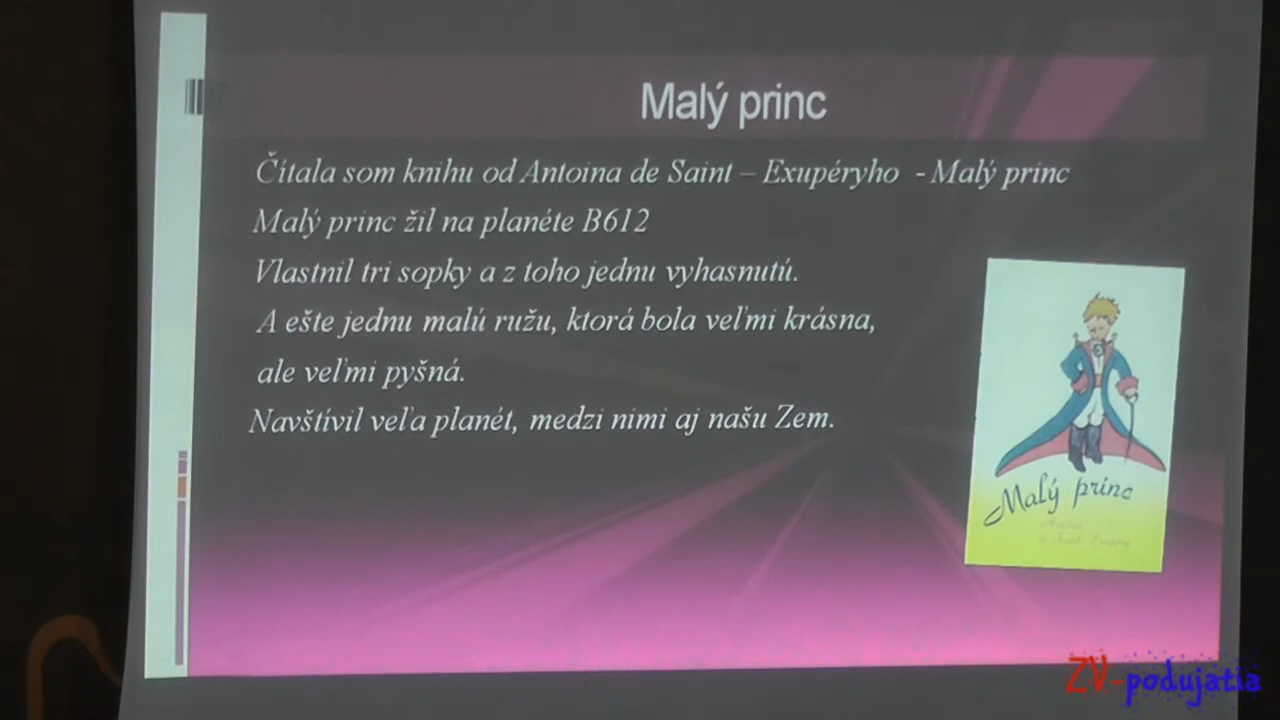 Malý princ
Čítala som knihu od Antoina de Saint – Exupéryho - Malý princ
Malý princ žil na planéte B612
Vlastnil tri sopky a z toho jednu vyhasnutú.
A ešte jednu malú ružu, ktorá bola veľmi krásna,
ale veľmi pyšná.
Navštívil veľa planét, medzi nimi aj našu Zem.
Malý princ
ZV-podujatia